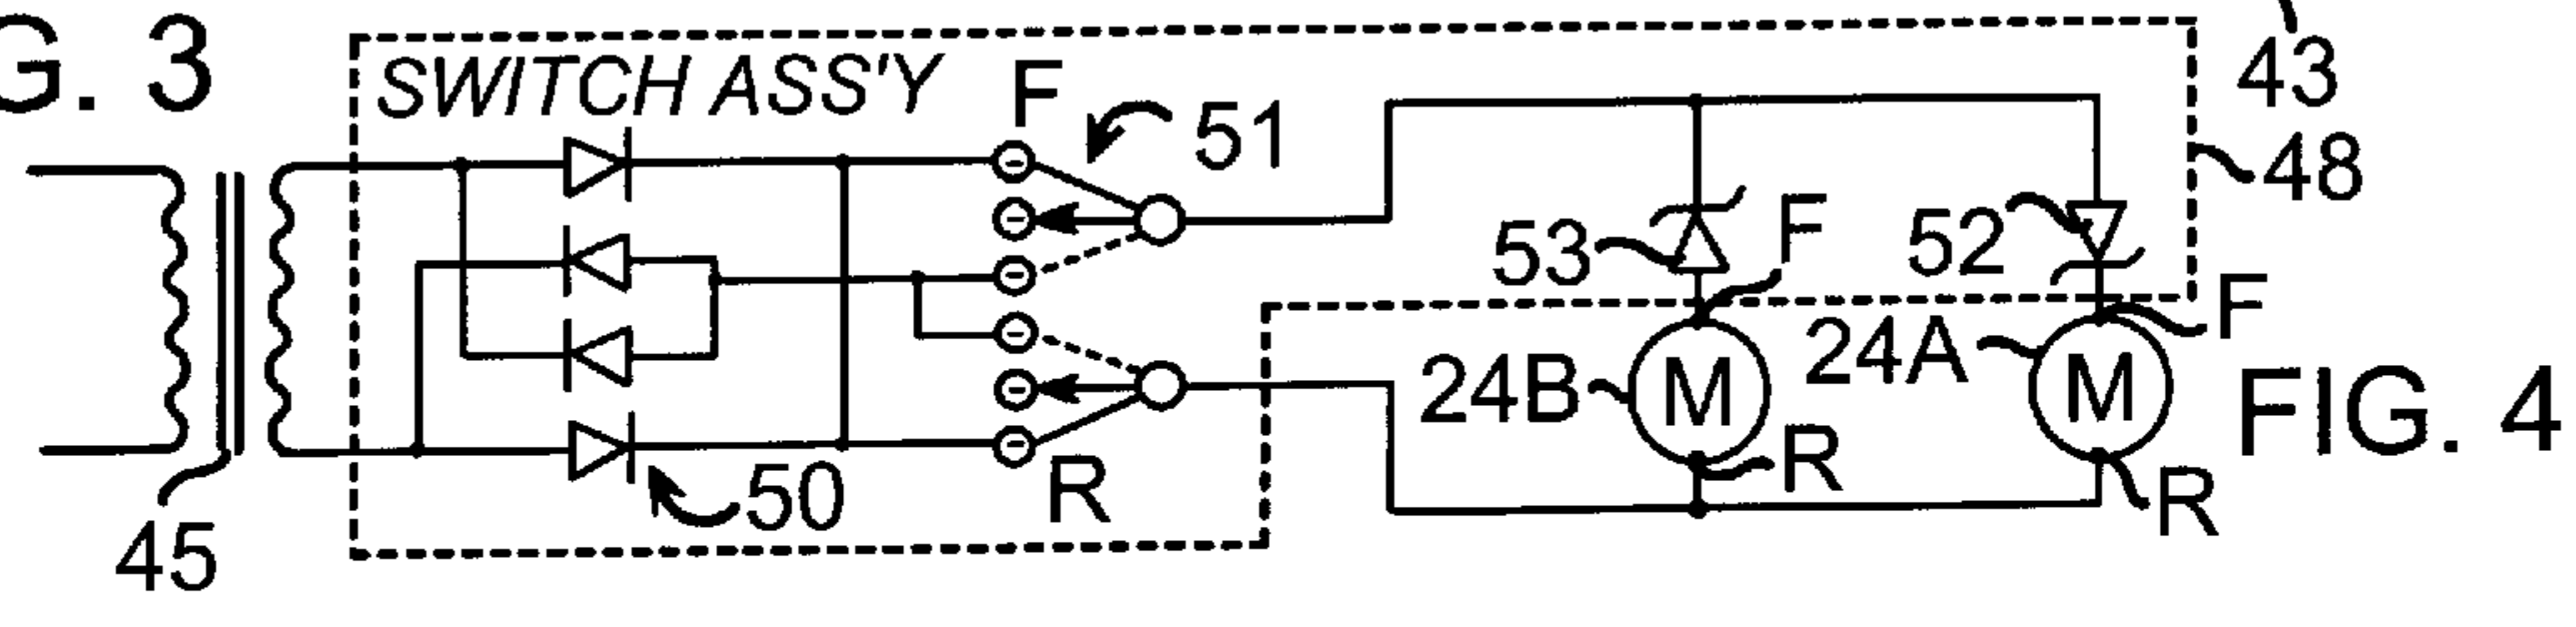 G. 3
SWITCH ASS'Y
F
51
43
48
53
F
52
F
24B
M
24A
M
FIG. 4
R
R
50
R
45